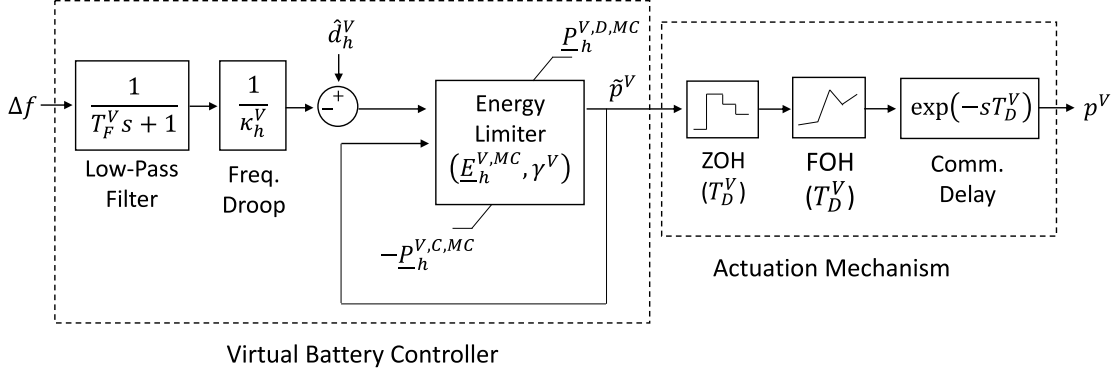 Δf
1
T_F^V s + 1
Low-Pass
Filter
1
κ_h^V
Freq.
Droop
d̂_h^V
− +
P̲_h^{V,D,MC}
Energy
Limiter
(E̲_h^{V,MC}, γ^V)
−P̲_h^{V,C,MC}
p̃^V
ZOH
(T_D^V)
FOH
(T_D^V)
exp(−sT_D^V)
Comm.
Delay
p^V
Virtual Battery Controller
Actuation Mechanism